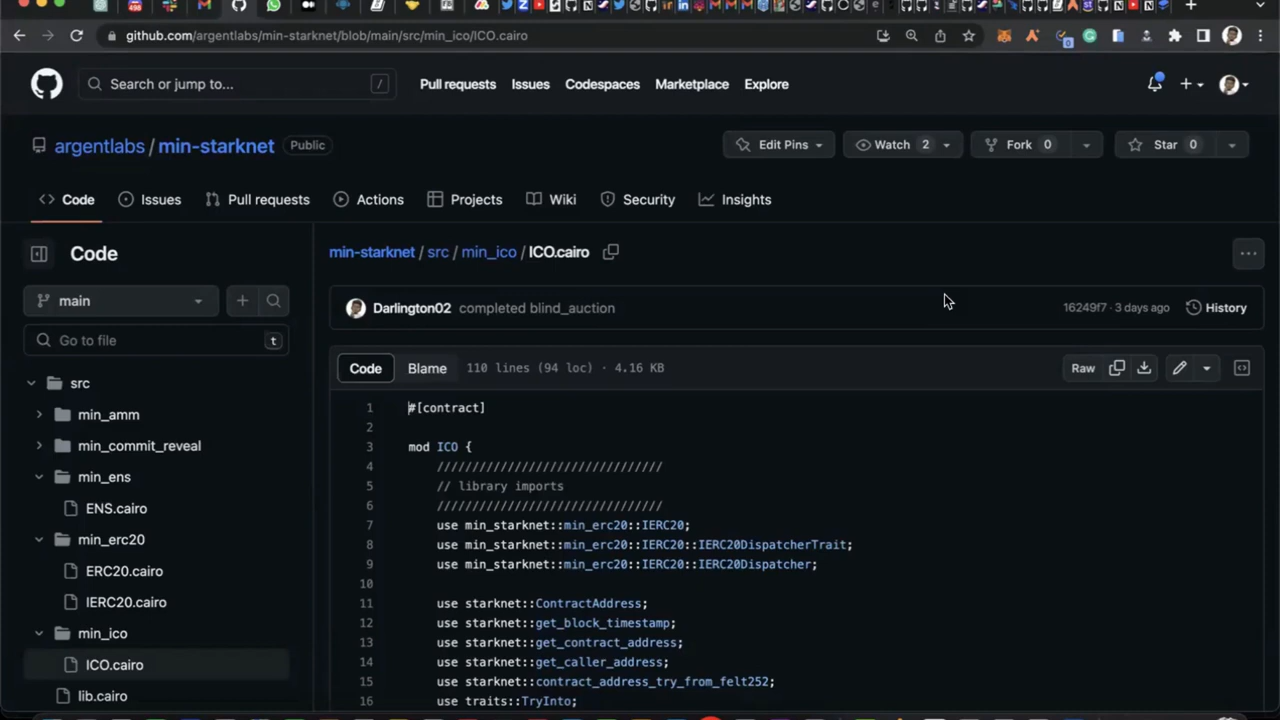 github.com/argentlabs/min-starknet/blob/main/src/min_ico/ICO.cairo
Search or jump to... /
Pull requests Issues Codespaces Marketplace Explore
argentlabs / min-starknet Public
Edit Pins Watch 2 Fork 0 Star 0
Code Issues Pull requests Actions Projects Wiki Security Insights
Code
main
Go to file t
src
min_amm
min_commit_reveal
min_ens
ENS.cairo
min_erc20
ERC20.cairo
IERC20.cairo
min_ico
ICO.cairo
lib.cairo
min-starknet / src / min_ico / ICO.cairo
Darlington02 completed blind_auction 16249f7 · 3 days ago History
Code Blame 110 lines (94 loc) · 4.16 KB Raw
1 #[contract]
2
3 mod ICO {
4 ////////////////////////////////
5 // library imports
6 ////////////////////////////////
7 use min_starknet::min_erc20::IERC20;
8 use min_starknet::min_erc20::IERC20::IERC20DispatcherTrait;
9 use min_starknet::min_erc20::IERC20::IERC20Dispatcher;
10
11 use starknet::ContractAddress;
12 use starknet::get_block_timestamp;
13 use starknet::get_contract_address;
14 use starknet::get_caller_address;
15 use starknet::contract_address_try_from_felt252;
16 use traits::TryInto;